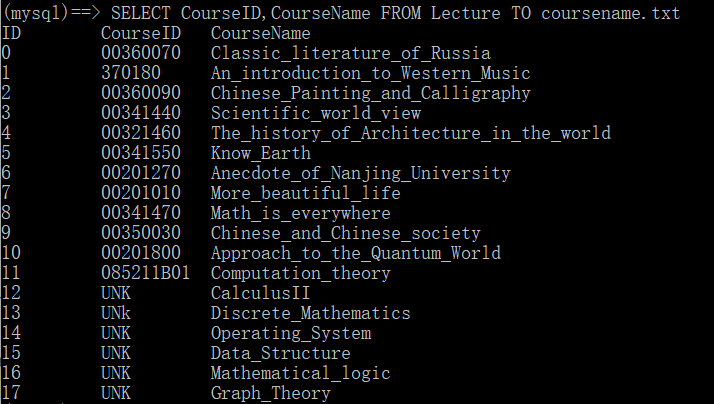 (mysql)==> SELECT CourseID,CourseName FROM Lecture TO coursename.txt
ID CourseID CourseName
0 00360070 Classic_literature_of_Russia
1 370180 An_introduction_to_Western_Music
2 00360090 Chinese_Painting_and_Calligraphy
3 00341440 Scientific_world_view
4 00321460 The_history_of_Architecture_in_the_world
5 00341550 Know_Earth
6 00201270 Anecdote_of_Nanjing_University
7 00201010 More_beautiful_life
8 00341470 Math_is_everywhere
9 00350030 Chinese_and_Chinese_society
10 00201800 Approach_to_the_Quantum_World
11 085211B01 Computation_theory
12 UNK CalculusII
13 UNk Discrete_Mathematics
14 UNK Operating_System
15 UNK Data_Structure
16 UNK Mathematical_logic
17 UNK Graph_Theory